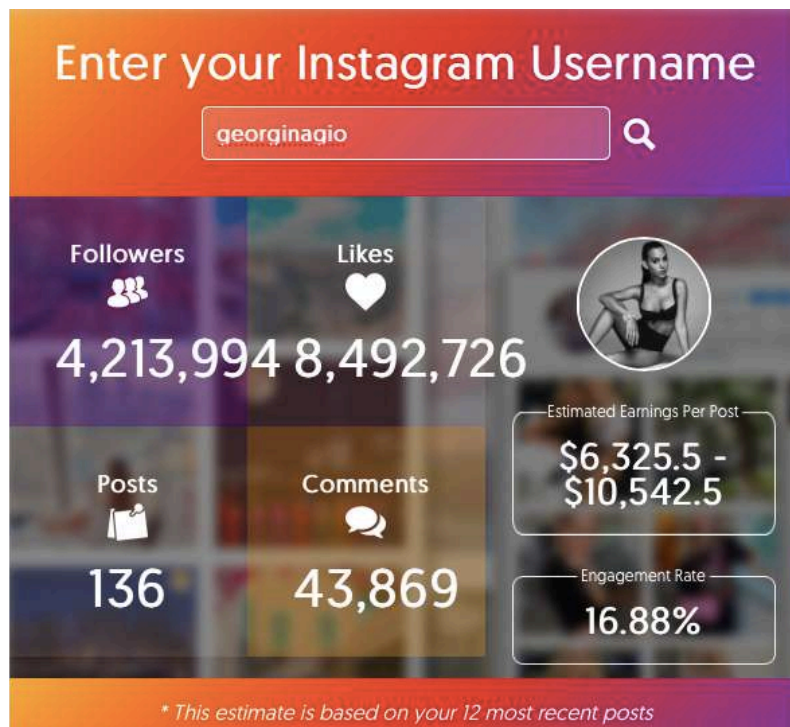 Enter your Instagram Username
georginagio
Followers
4,213,994
Likes
8,492,726
Posts
136
Comments
43,869
Estimated Earnings Per Post
$6,325.5 -
$10,542.5
Engagement Rate
16.88%
* This estimate is based on your 12 most recent posts